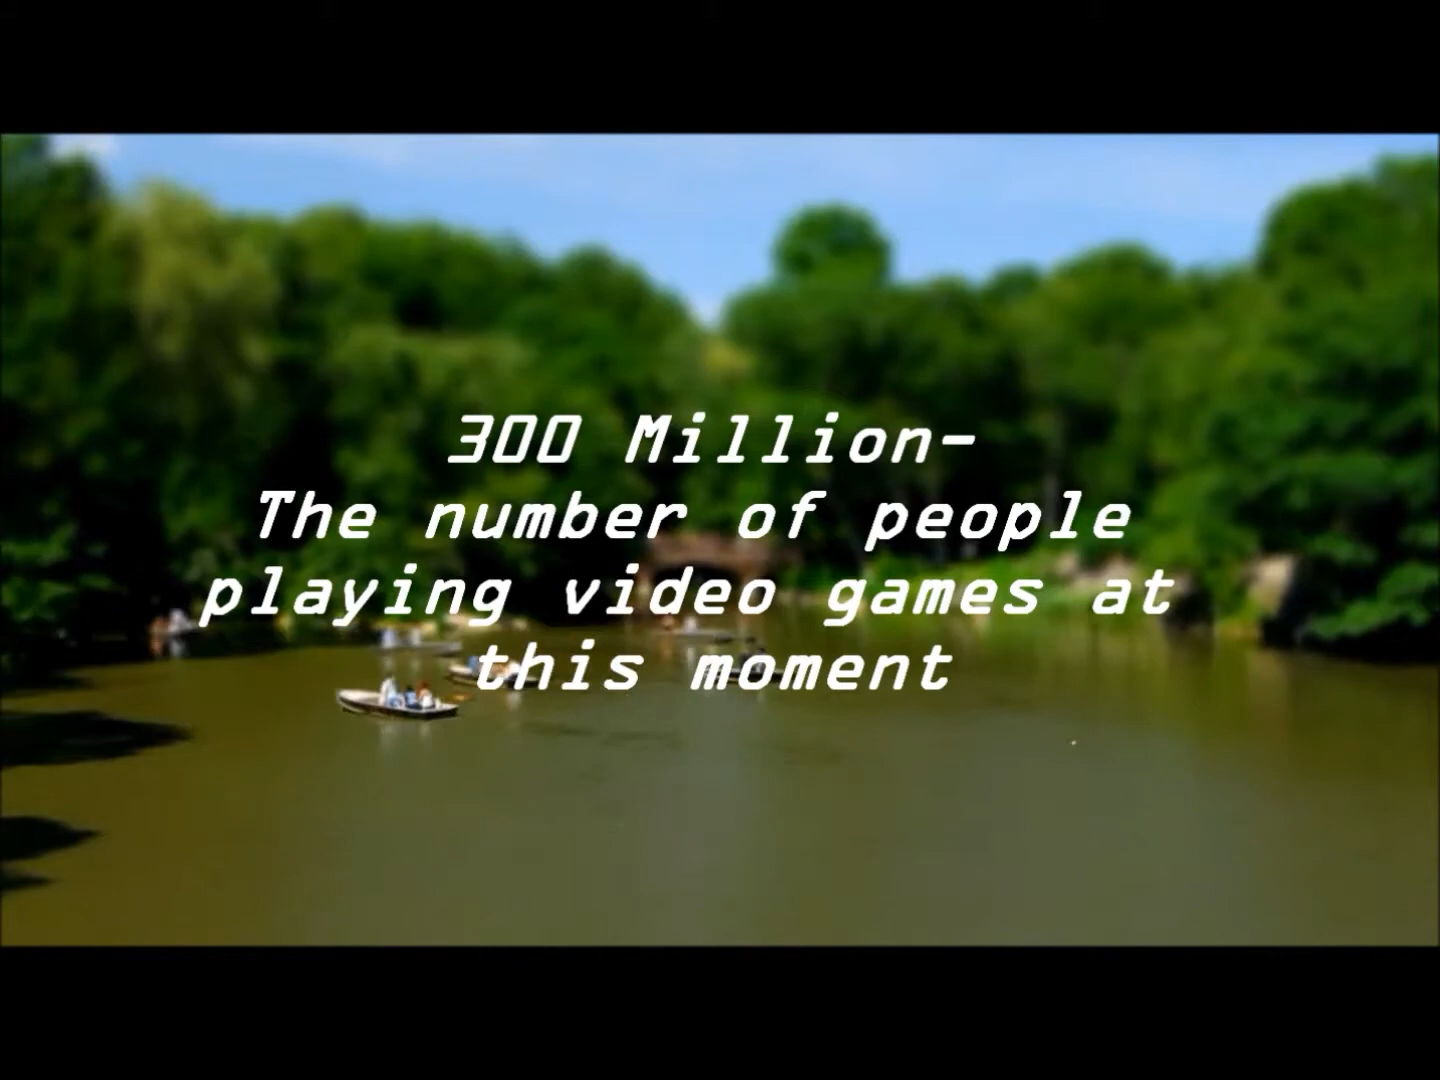 300 Million-
The number of people
playing video games at
this moment